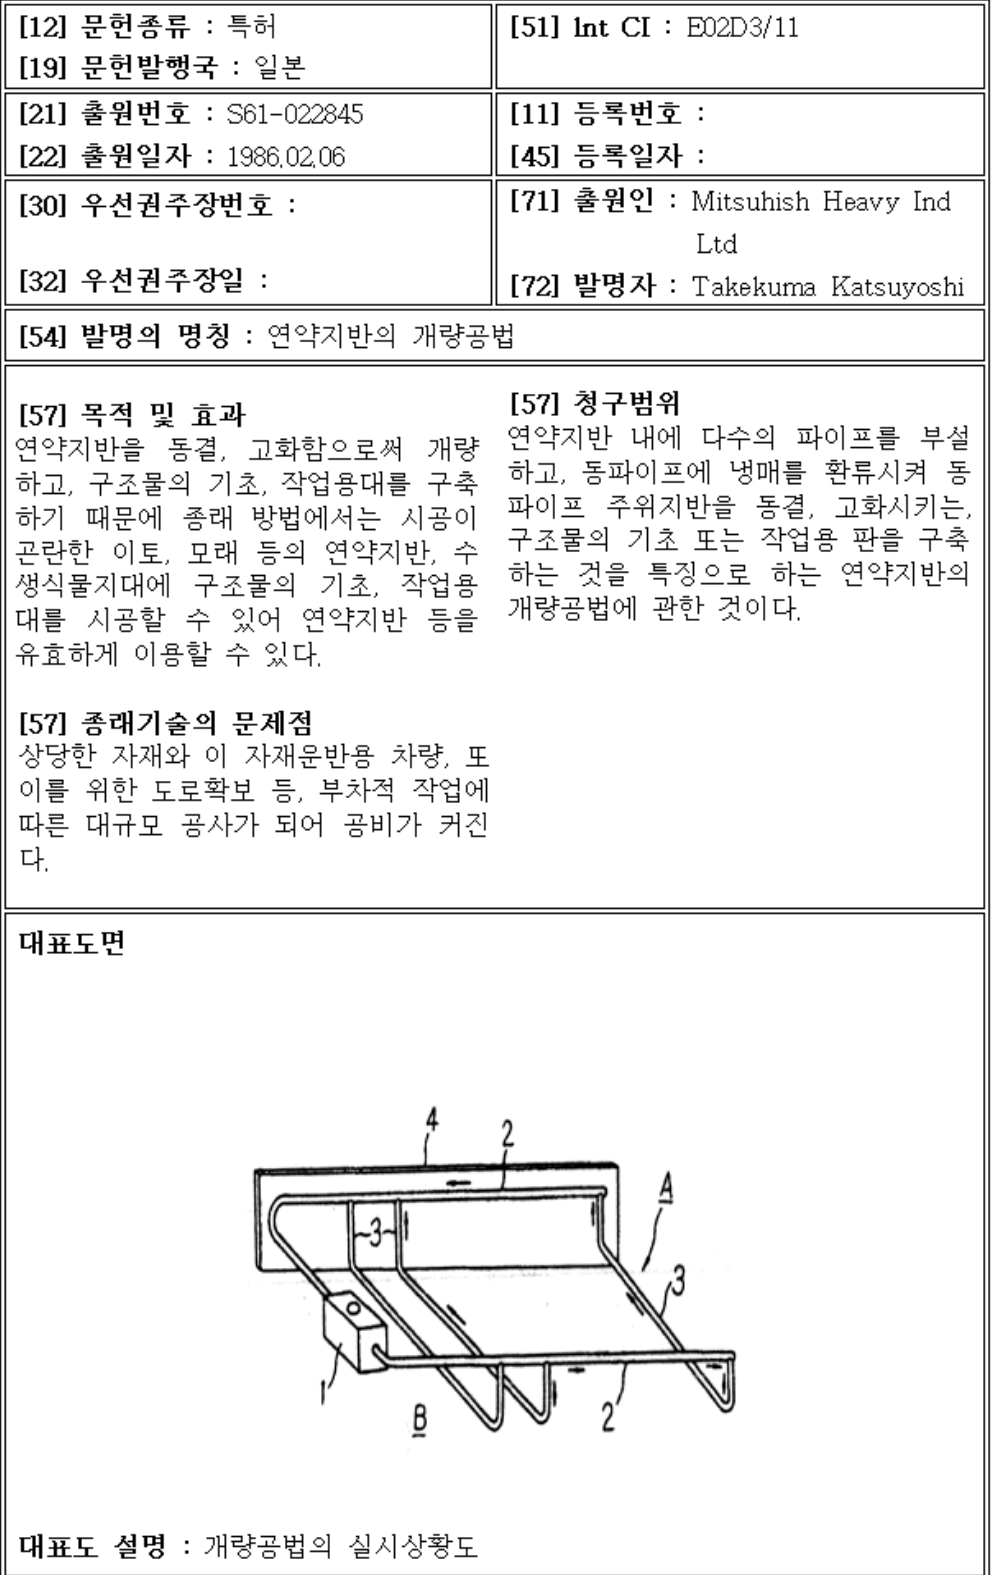 [12] 문헌종류 : 특허
[19] 문헌발행국 : 일본
[51] Int CI : E02D3/11
[21] 출원번호 : S61-022845
[22] 출원일자 : 1986.02.06
[11] 등록번호 :
[45] 등록일자 :
[30] 우선권주장번호 :
[32] 우선권주장일 :
[71] 출원인 : Mitsuhish Heavy Ind
Ltd
[72] 발명자 : Takekuma Katsuyoshi
[54] 발명의 명칭 : 연약지반의 개량공법
[57] 목적 및 효과
연약지반을 동결, 고화함으로써 개량
하고, 구조물의 기초, 작업용대를 구축
하기 때문에 종래 방법에서는 시공이
곤란한 이토, 모래 등의 연약지반, 수
생식물지대에 구조물의 기초, 작업용
대를 시공할 수 있어 연약지반 등을
유효하게 이용할 수 있다.
[57] 종래기술의 문제점
상당한 자재와 이 자재운반용 차량, 또
이를 위한 도로확보 등, 부차적 작업에
따른 대규모 공사가 되어 공비가 커진
다.
[57] 청구범위
연약지반 내에 다수의 파이프를 부설
하고, 동파이프에 냉매를 환류시켜 동
파이프 주위지반을 동결, 고화시키는,
구조물의 기초 또는 작업용 판을 구축
하는 것을 특징으로 하는 연약지반의
개량공법에 관한 것이다.
대표도면
4
2
A
3
3
1
B
2
대표도 설명 : 개량공법의 실시상황도